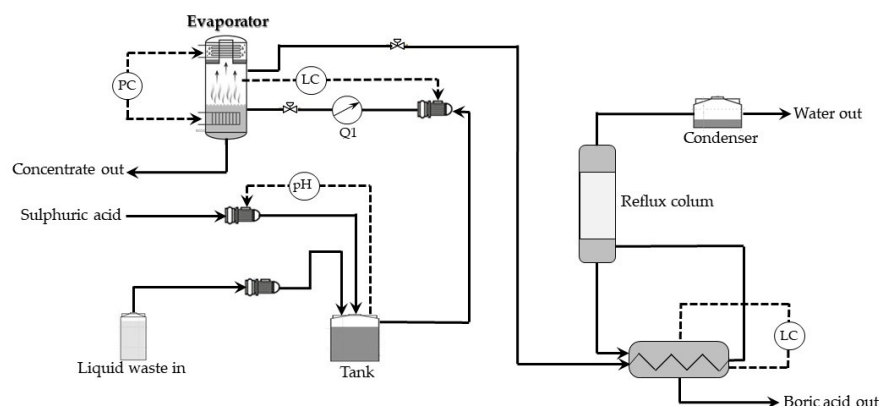 Evaporator
PC
LC
Q1
Condenser
Water out
Concentrate out
pH
Sulphuric acid
Reflux colum
LC
Liquid waste in
Tank
Boric acid out